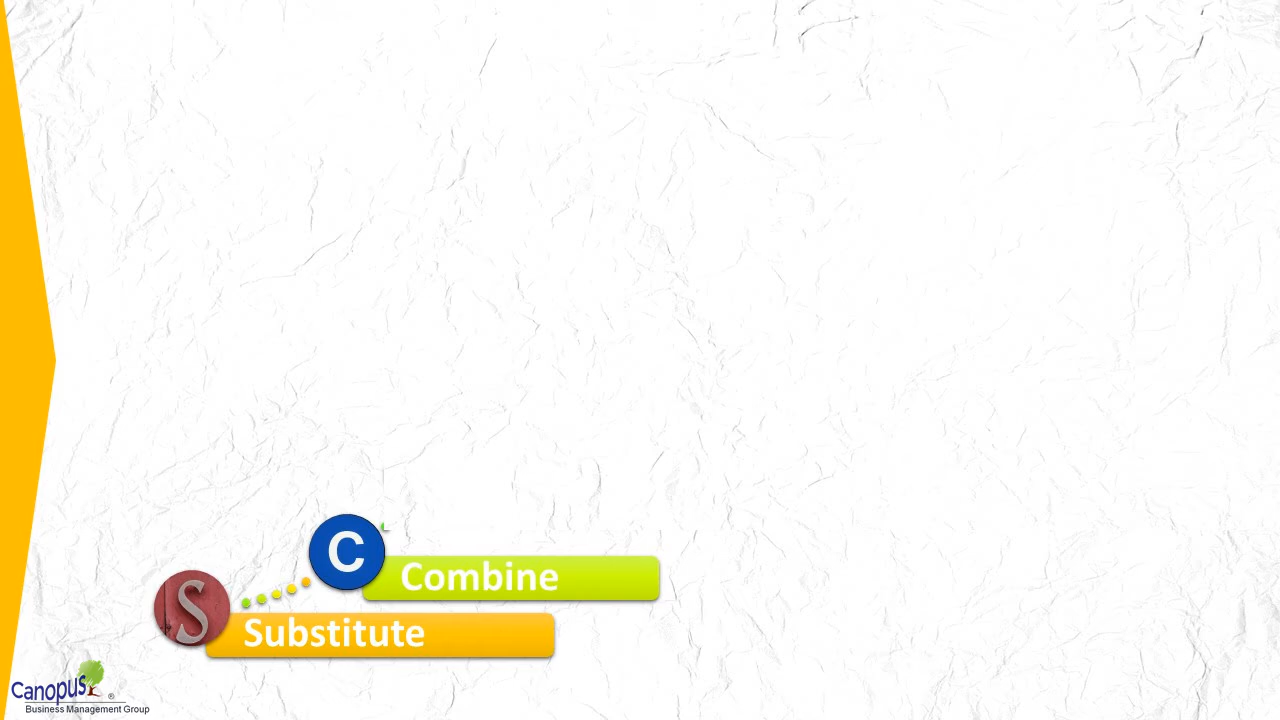 C
Combine
S
Substitute
Canopus ®
Business Management Group